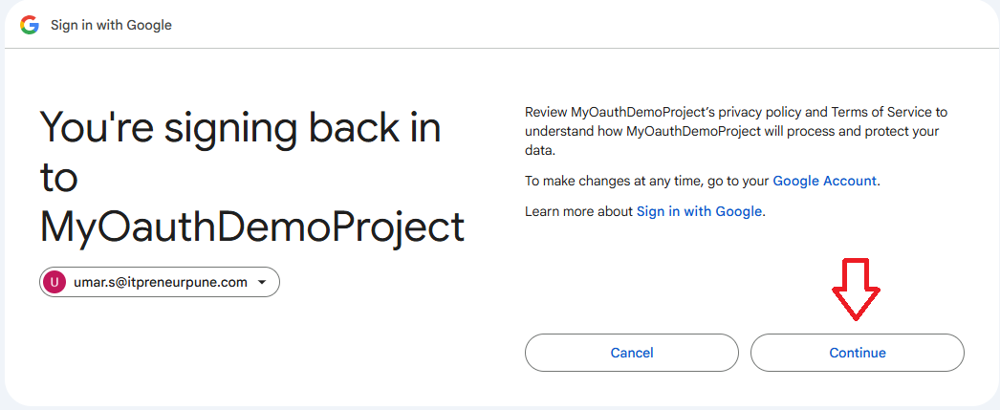 Sign in with Google
You're signing back in
to
MyOauthDemoProject
U umar.s@itpreneurpune.com
Review MyOauthDemoProject's privacy policy and Terms of Service to
understand how MyOauthDemoProject will process and protect your
data.
To make changes at any time, go to your Google Account.
Learn more about Sign in with Google.
Cancel
Continue